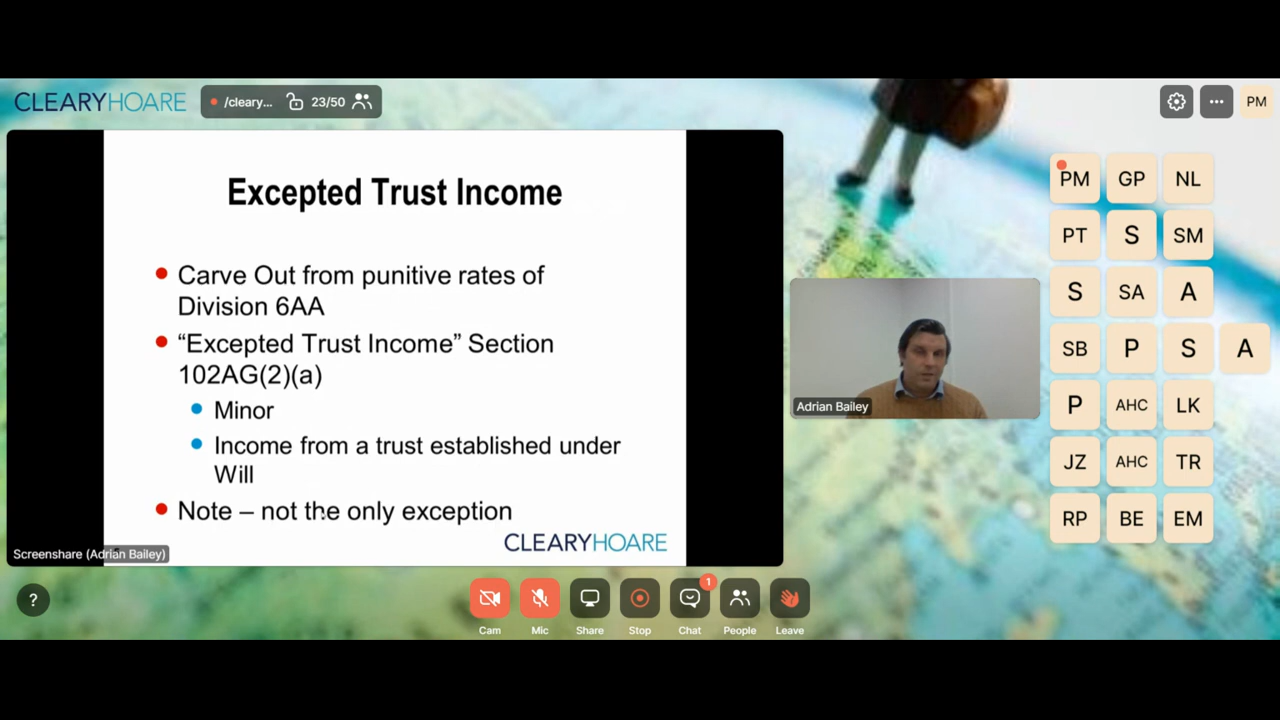 CLEARYHOARE
/cleary...
23/50
PM
Excepted Trust Income
Carve Out from punitive rates of
Division 6AA
“Excepted Trust Income” Section
102AG(2)(a)
Minor
Income from a trust established under
Will
Note – not the only exception
CLEARYHOARE
Screenshare (Adrian Bailey)
Adrian Bailey
PM GP NL
PT S SM
S SA A
SB P S A
P AHC LK
JZ AHC TR
RP BE EM
?
1
Cam Mic Share Stop Chat People Leave